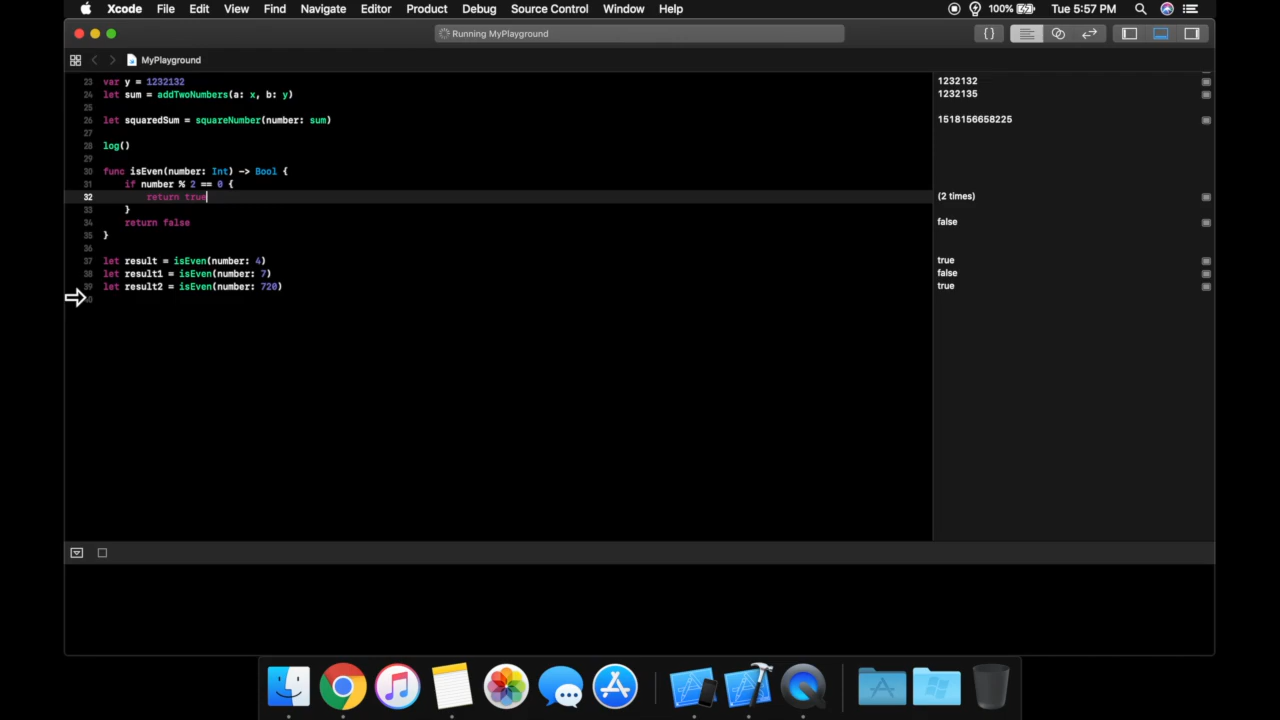 Xcode File Edit View Find Navigate Editor Product Debug Source Control Window Help 100% Tue 5:57 PM
Running MyPlayground { }
MyPlayground
23 var y = 1232132 1232132
24 let sum = addTwoNumbers(a: x, b: y) 1232135
25
26 let squaredSum = squareNumber(number: sum) 1518156658225
27
28 log()
29
30 func isEven(number: Int) -> Bool {
31 if number % 2 == 0 {
32 return true (2 times)
33 }
34 return false false
35 }
36
37 let result = isEven(number: 4) true
38 let result1 = isEven(number: 7) false
39 let result2 = isEven(number: 720) true
40